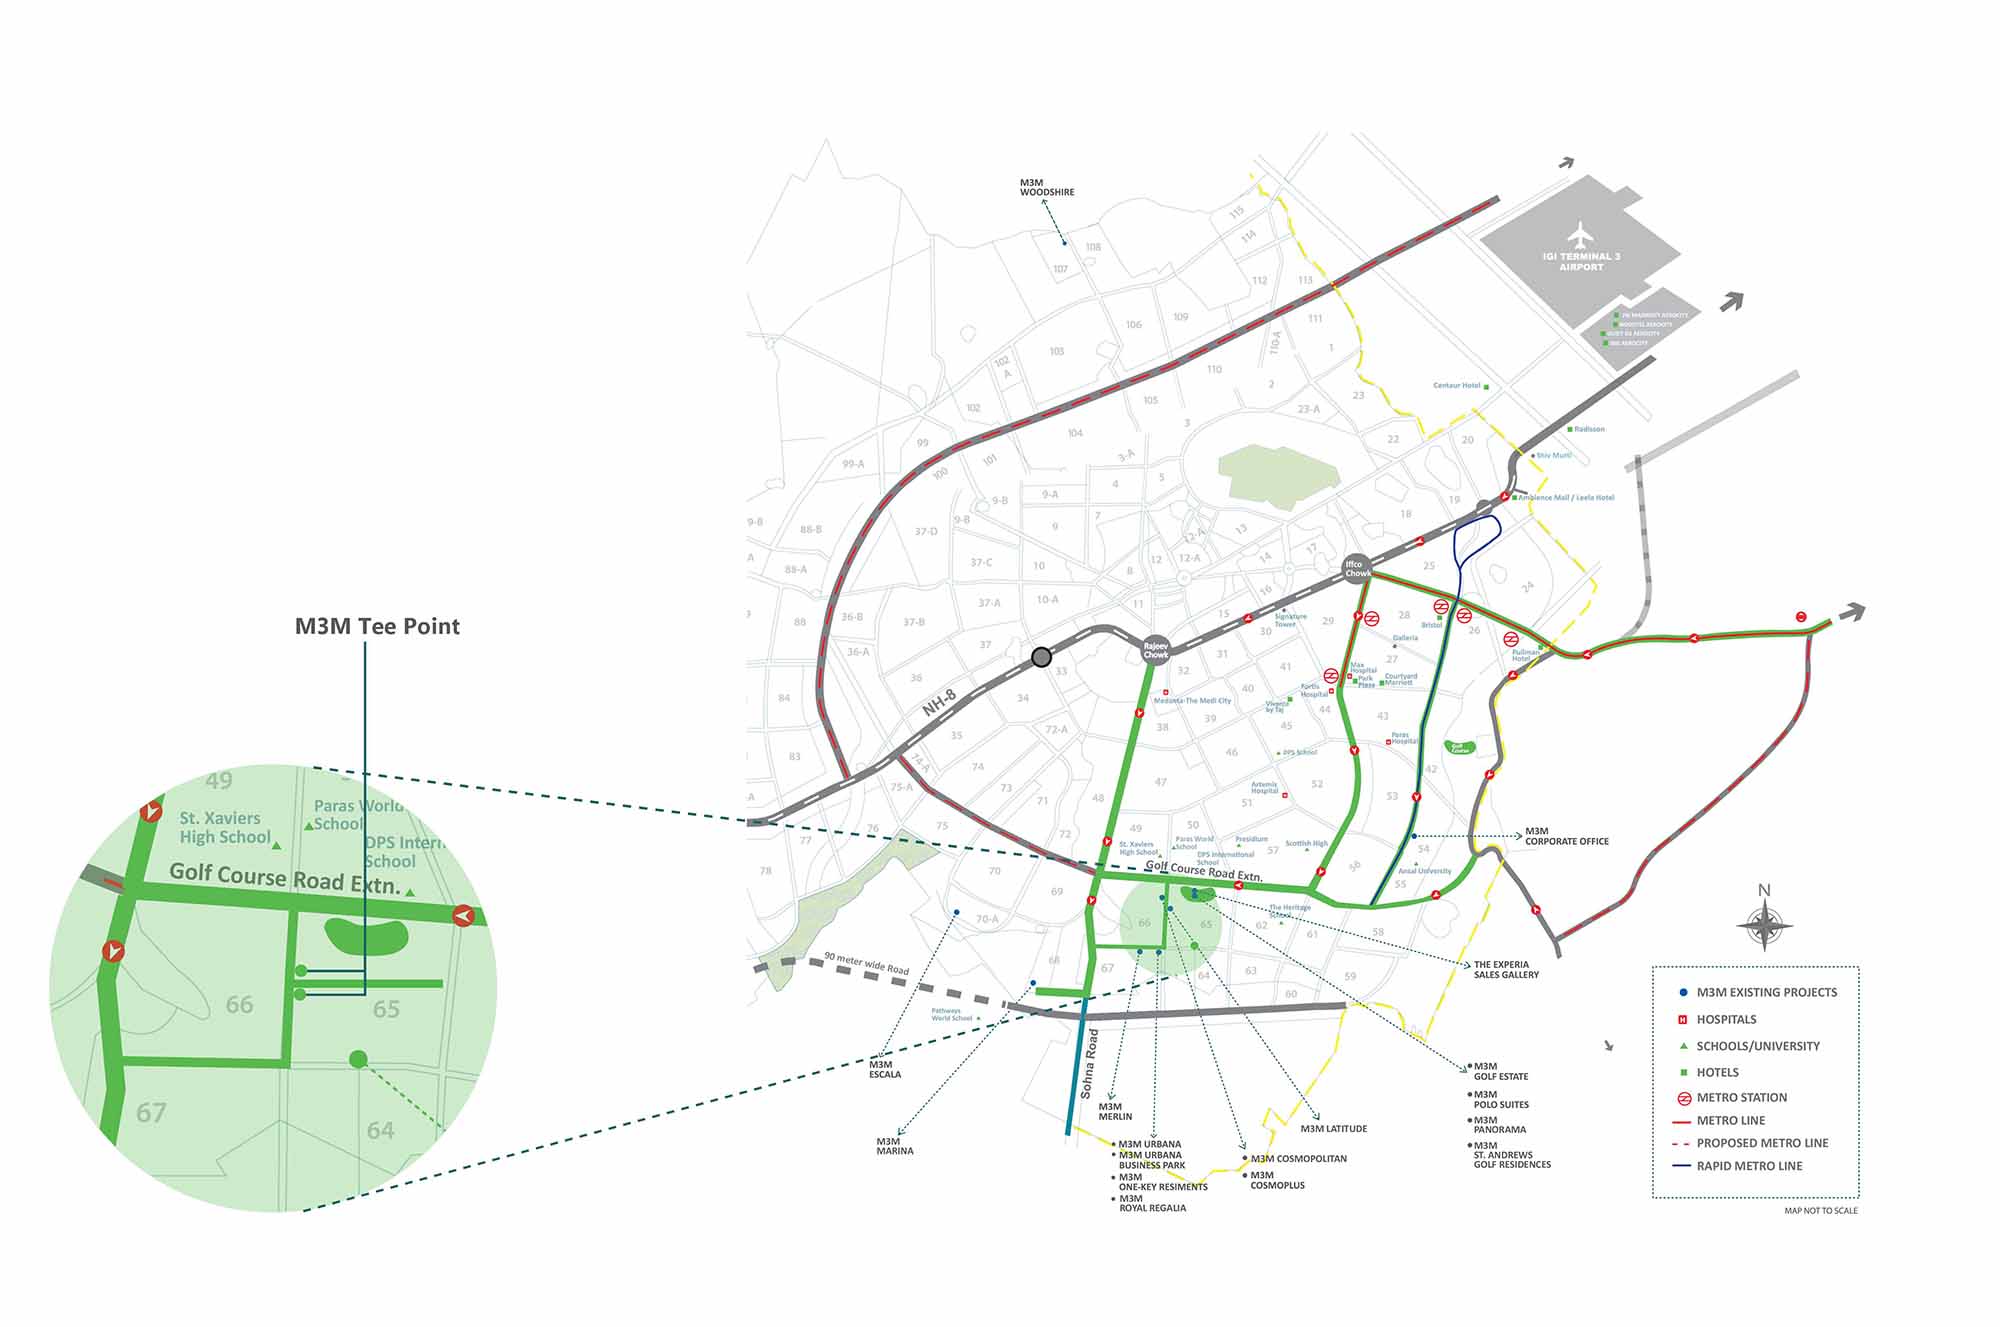 M3M
WOODSHIRE
115
114
108
107
112
113
IGI TERMINAL 3
AIRPORT
106
109
111
JW MARRIOTT AEROCITY
NOVOTEL AEROCITY
IBIS AEROCITY
103
110-A
1
102
A
110
2
Centaur Hotel
23
105
102
23-A
3
104
Radisson
99
22
20
101
3-A
Shiv Murti
99-A
100
4
5
9-B
9-A
19
Ambience Mall / Leela Hotel
9-B
88-B
37-D
9-B
9
7
12-A
13
18
A
37-C
10
12
12-A
14
17
Iffco
Chowk
25
88-A
8
24
37-A
10-A
11
16
15
28
36-B
37-B
Signature
Tower
29
Bristol
26
30
M3M Tee Point
36-A
37
Rajeev
Chowk
31
Galleria
27
Pullman
Hotel
36
33
32
41
Max
Hospital
Park
Plaza
Courtyard
Marriott
84
34
NH-8
Medanta-The Medi City
40
Fortis
Hospital
Vivanta
by Taj
44
43
35
72-A
38
39
45
Paras
Hospital
Golf
Course
83
74-A
74
46
DPS School
42
A
75-A
73
71
48
47
Artemis
Hospital
52
53
51
76
75
72
49
50
M3M
CORPORATE OFFICE
77
St. Xaviers
High School
Paras World
School
DPS International
School
Presidium
57
Scottish High
54
78
70
Golf Course Road Extn.
56
Ansal University
55
69
70-A
66
65
The Heritage
School
62
61
58
N
90 meter wide Road
68
67
64
63
59
60
THE EXPERIA
SALES GALLERY
Pathways
World School
Sohna Road
49
St. Xaviers
High School
Paras World
School
DPS Intern.
School
Golf Course Road Extn.
66
65
67
64
M3M
ESCALA
M3M
MARINA
M3M
MERLIN
M3M URBANA
M3M URBANA
BUSINESS PARK
M3M
ONE-KEY RESIMENTS
M3M
ROYAL REGALIA
M3M COSMOPOLITAN
M3M
COSMOPLUS
M3M LATITUDE
M3M
GOLF ESTATE
M3M
POLO SUITES
M3M
PANORAMA
M3M
ST. ANDREWS
GOLF RESIDENCES
M3M EXISTING PROJECTS
HOSPITALS
SCHOOLS/UNIVERSITY
HOTELS
METRO STATION
METRO LINE
PROPOSED METRO LINE
RAPID METRO LINE
MAP NOT TO SCALE